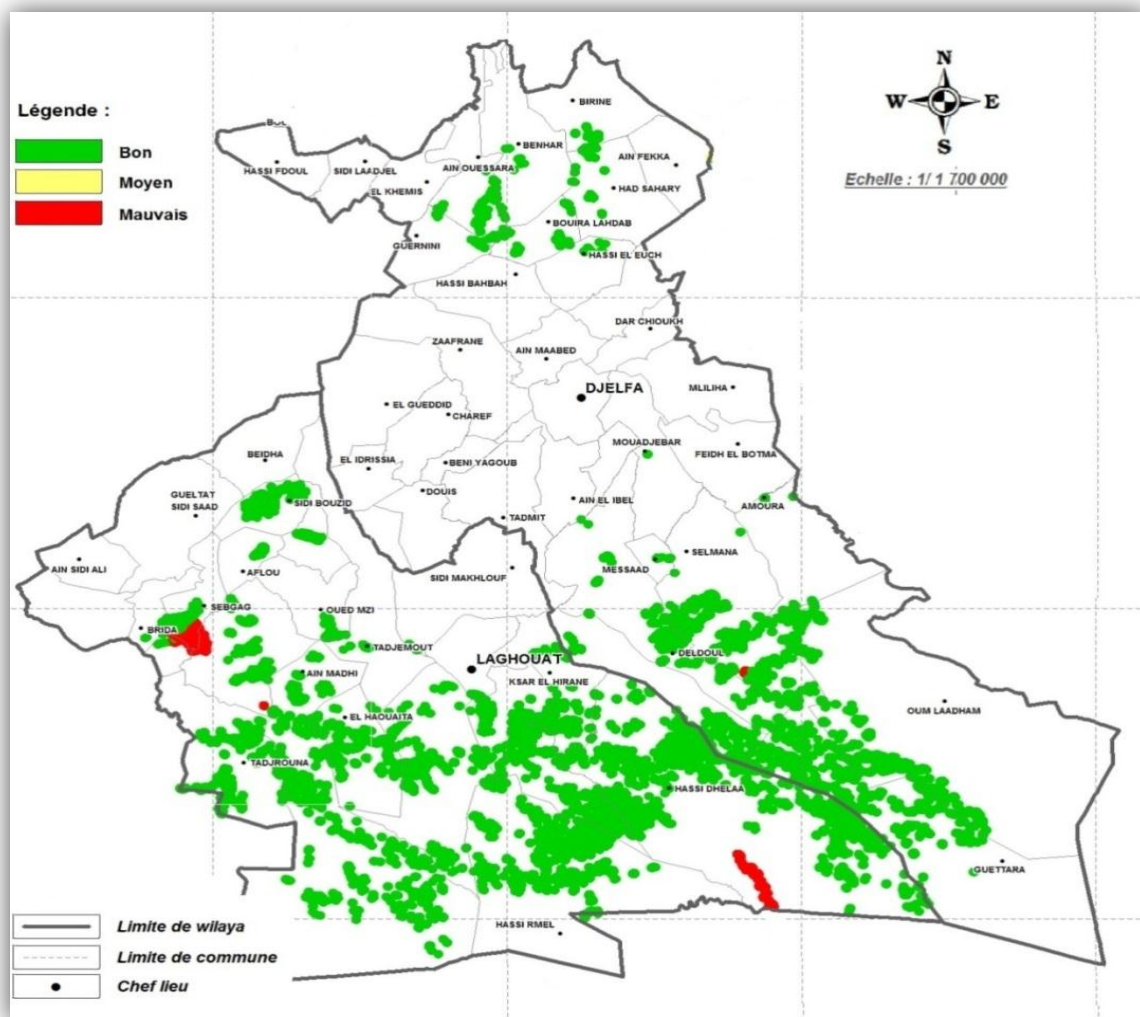 N
W E
S
Echelle : 1/ 1 700 000
Légende :
Bon
Moyen
Mauvais
BIRINE
BENHAR
AIN OUESSARA
AIN FEKKA
HASSI FDOUL
SIDI LAADJEL
EL KHEMIS
HAD SAHARY
BOUIRA LAHDAB
GUERNINI
HASSI EL EUCH
HASSI BAHBAH
DAR CHIOUKH
ZAAFRANE
AIN MAABED
DJELFA
MLILIHA
EL GUEDDID
CHAREF
MOUADJEBAR
FEIDH EL BOTMA
BEIDHA
EL IDRISSIA
BENI YAGOUB
GUELTAT
SIDI SAAD
SIDI BOUZID
DOUIS
AIN EL IBEL
AMOURA
TADMIT
AIN SIDI ALI
AFLOU
SIDI MAKHLOUF
MESSAAD
SELMANA
SEBGAG
OUED MZI
BRIDA
TADJEMOUT
LAGHOUAT
DELDOUL
AIN MADHI
KSAR EL HIRANE
EL HAOUAITA
OUM LAADHAM
TADJROUNA
HASSI DHELAA
GUETTARA
HASSI RMEL
Limite de wilaya
Limite de commune
Chef lieu